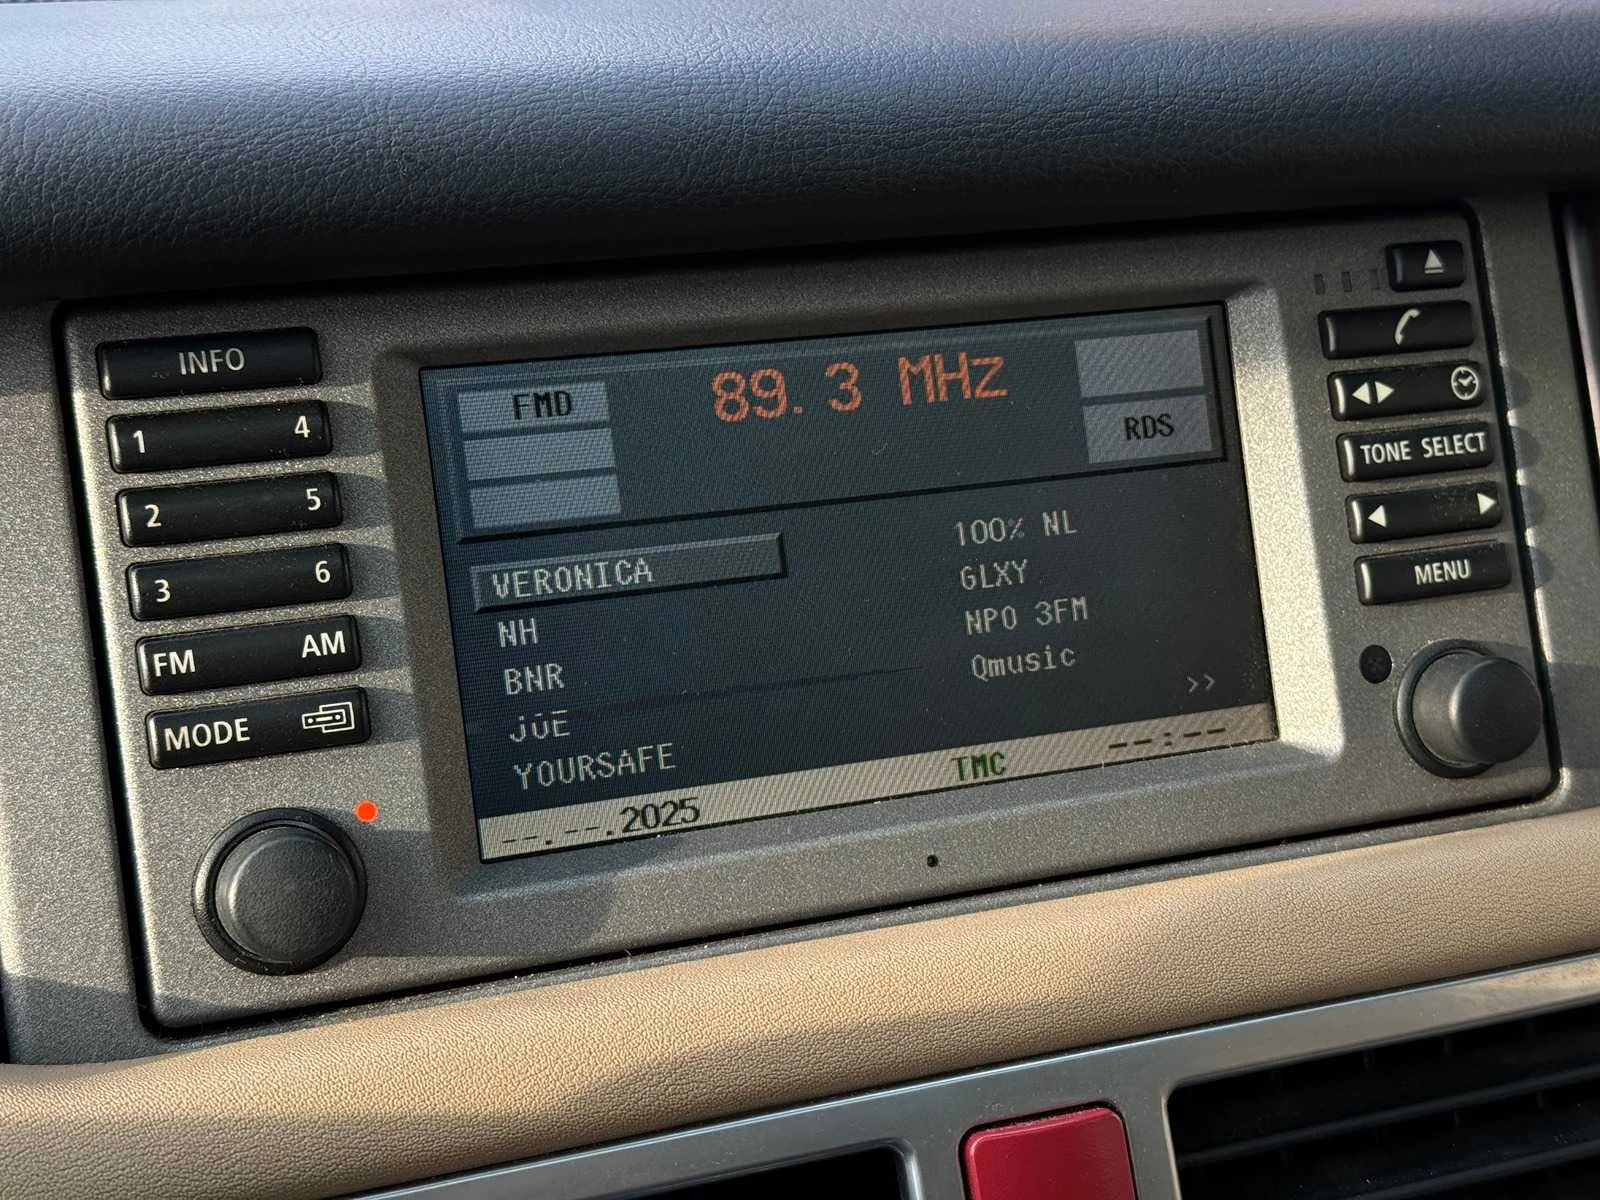 INFO
1 4
2 5
3 6
FM AM
MODE
FMD
89.3 MHz
RDS
VERONICA
NH
BNR
JOE
YOURSAFE
100% NL
GLXY
NPO 3FM
Qmusic
>>
--.--.2025
TMC
--:--
TONE SELECT
MENU